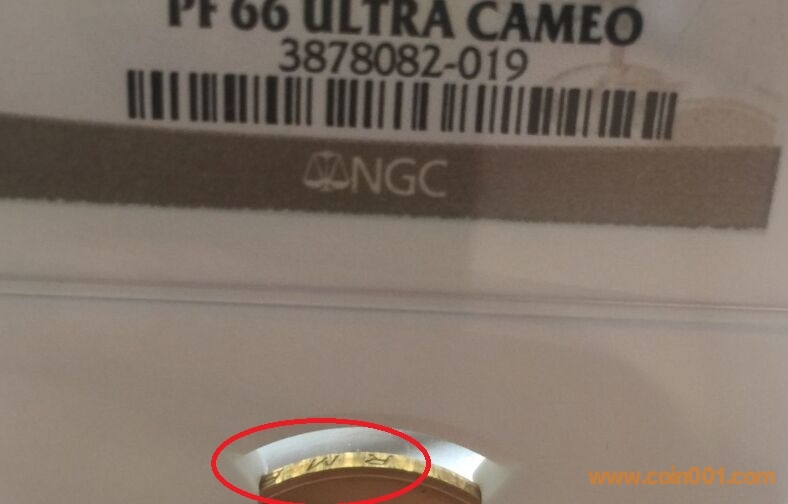 PF 66 ULTRA CAMEO
3878082-019
NGC
R M
www.coin001.com